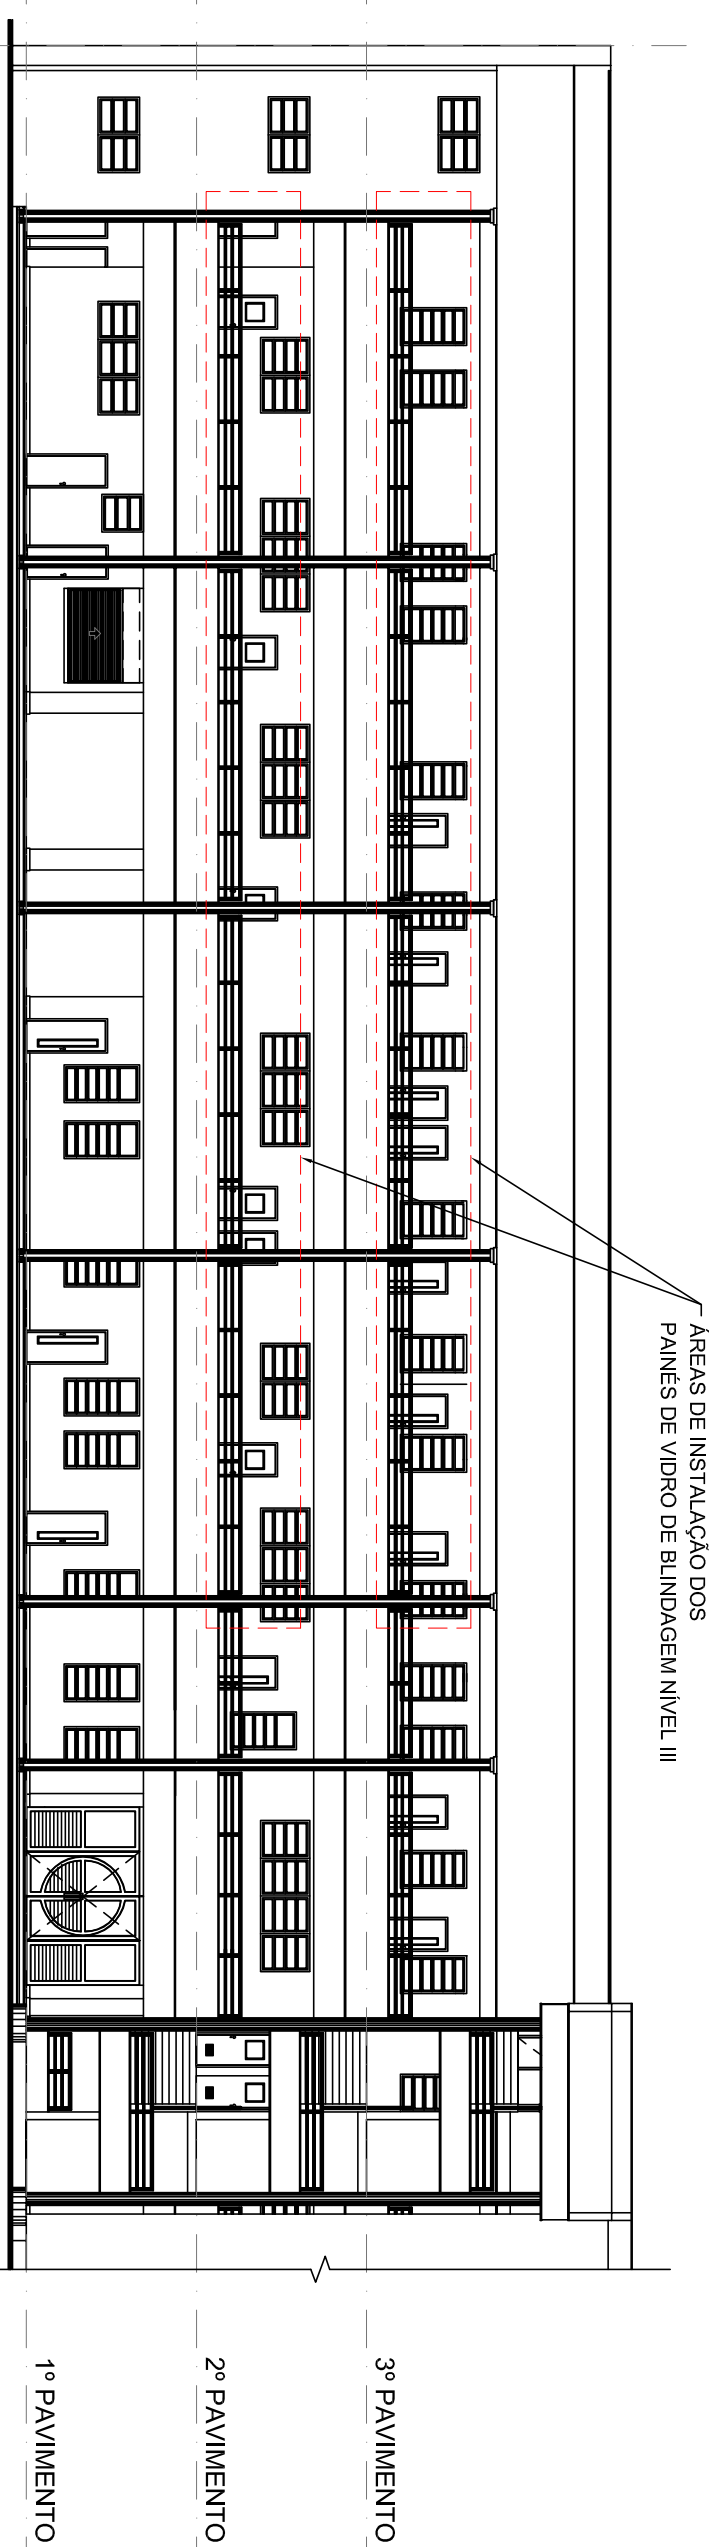 ÁREAS DE INSTALAÇÃO DOS
PAINÉS DE VIDRO DE BLINDAGEM NÍVEL III
3º PAVIMENTO
2º PAVIMENTO
1º PAVIMENTO